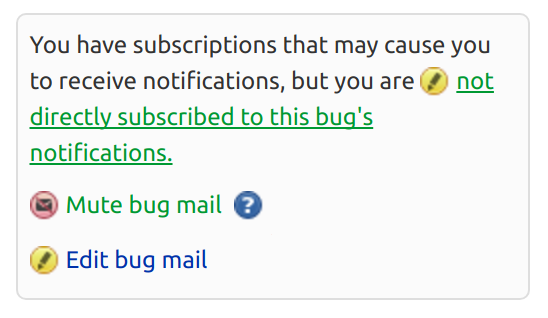 You have subscriptions that may cause you
to receive notifications, but you are not
directly subscribed to this bug's
notifications.
Mute bug mail ?
Edit bug mail